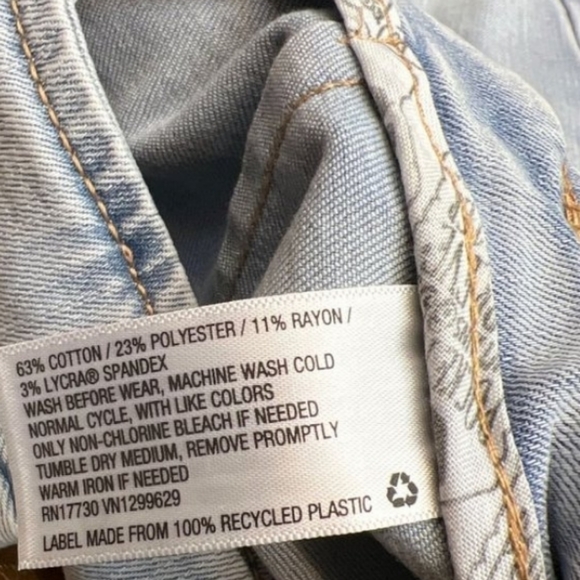 63% COTTON / 23% POLYESTER / 11% RAYON /
3% LYCRA® SPANDEX
WASH BEFORE WEAR, MACHINE WASH COLD
NORMAL CYCLE, WITH LIKE COLORS
ONLY NON-CHLORINE BLEACH IF NEEDED
TUMBLE DRY MEDIUM, REMOVE PROMPTLY
WARM IRON IF NEEDED
RN17730 VN1299629
LABEL MADE FROM 100% RECYCLED PLASTIC